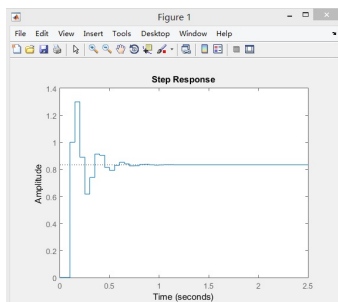 Figure 1
File Edit View Insert Tools Desktop Window Help
Step Response
Amplitude
1.4
1.2
1
0.8
0.6
0.4
0.2
0
0 0.5 1 1.5 2 2.5
Time (seconds)